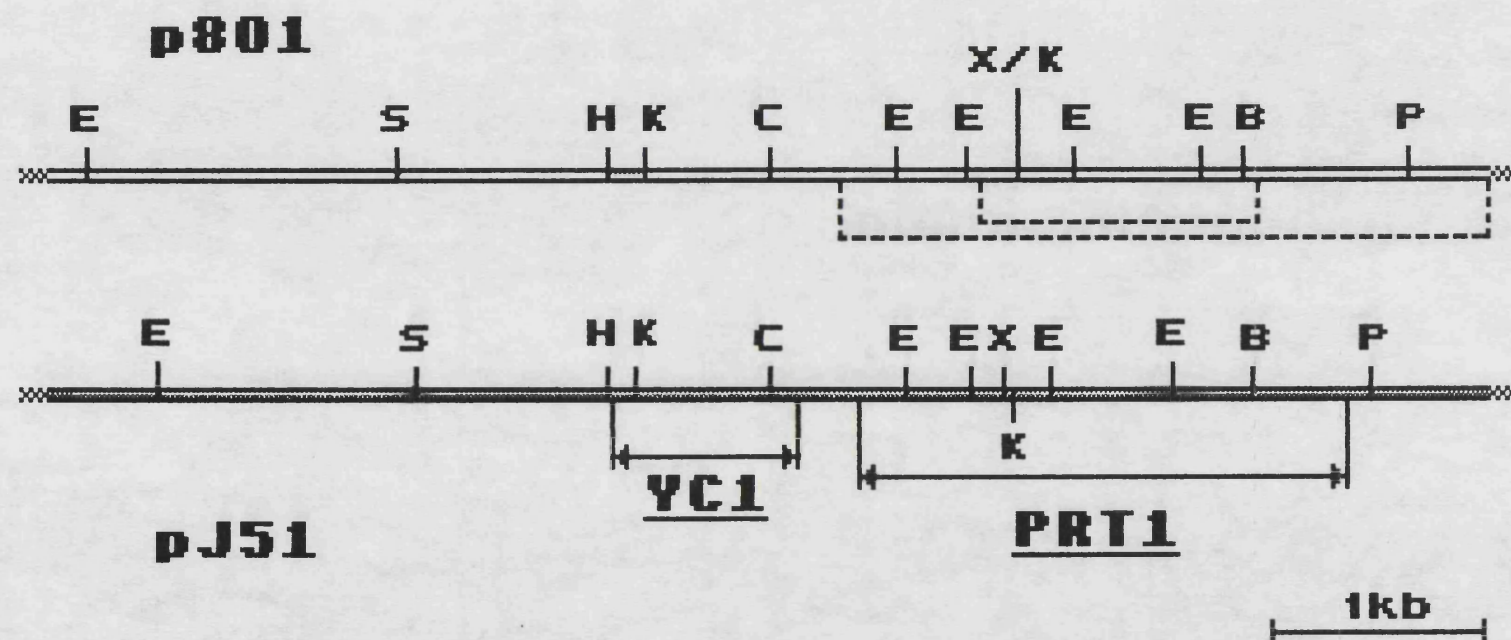 p801
X/K
E S H K C E E E E B P
E S H K C E E X E E B P
K
YC1
PRT1
pJ51
1kb